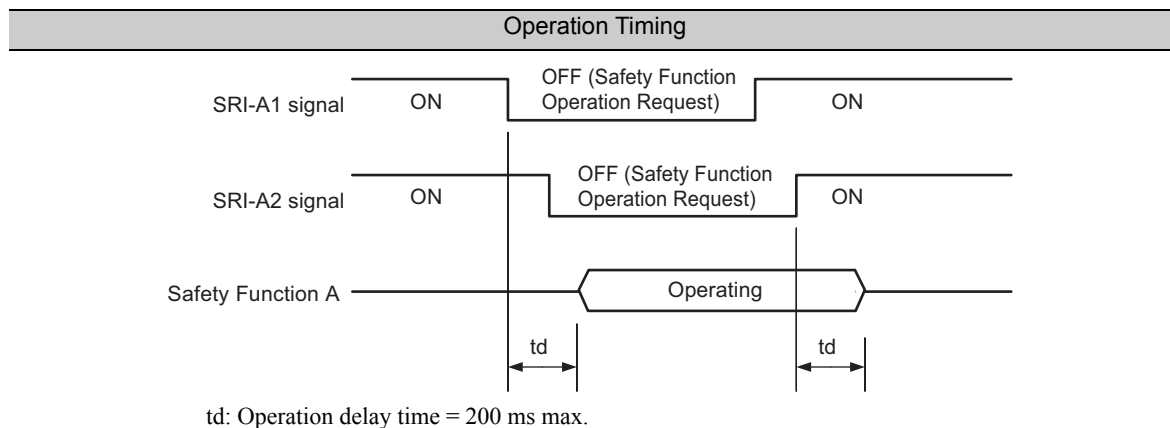 Operation Timing
SRI-A1 signal
ON
OFF (Safety Function
Operation Request)
ON
SRI-A2 signal
ON
OFF (Safety Function
Operation Request)
ON
Safety Function A
Operating
td
td
td: Operation delay time = 200 ms max.